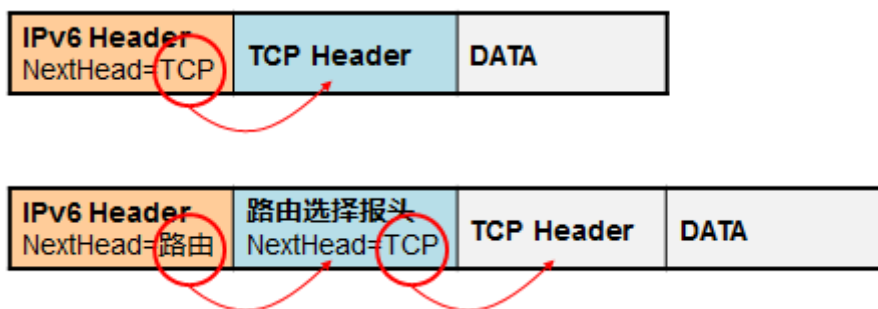 IPv6 Header
NextHead=TCP
TCP Header
DATA
IPv6 Header
NextHead=路由
路由选择报头
NextHead=TCP
TCP Header
DATA